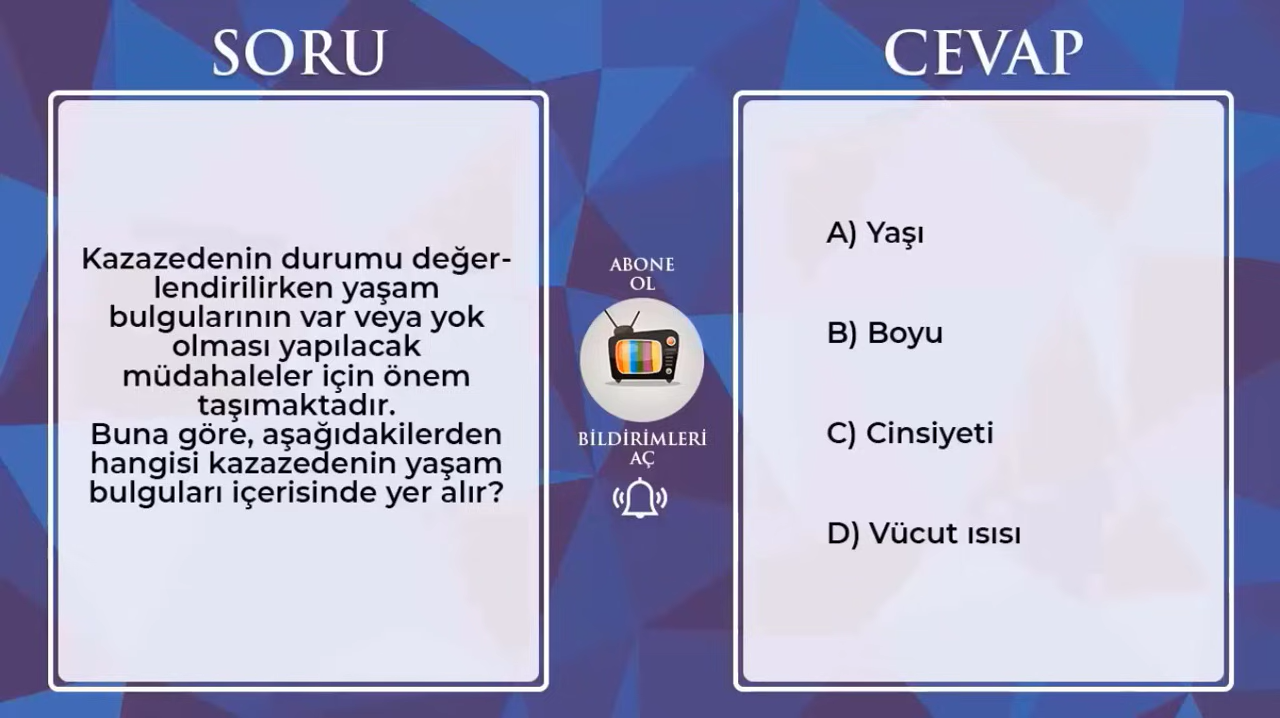 SORU
Kazazedenin durumu değer-
lendirilirken yaşam
bulgularının var veya yok
olması yapılacak
müdahaleler için önem
taşımaktadır.
Buna göre, aşağıdakilerden
hangisi kazazedenin yaşam
bulguları içerisinde yer alır?
ABONE
OL
BİLDİRİMLERİ
AÇ
CEVAP
A) Yaşı
B) Boyu
C) Cinsiyeti
D) Vücut ısısı